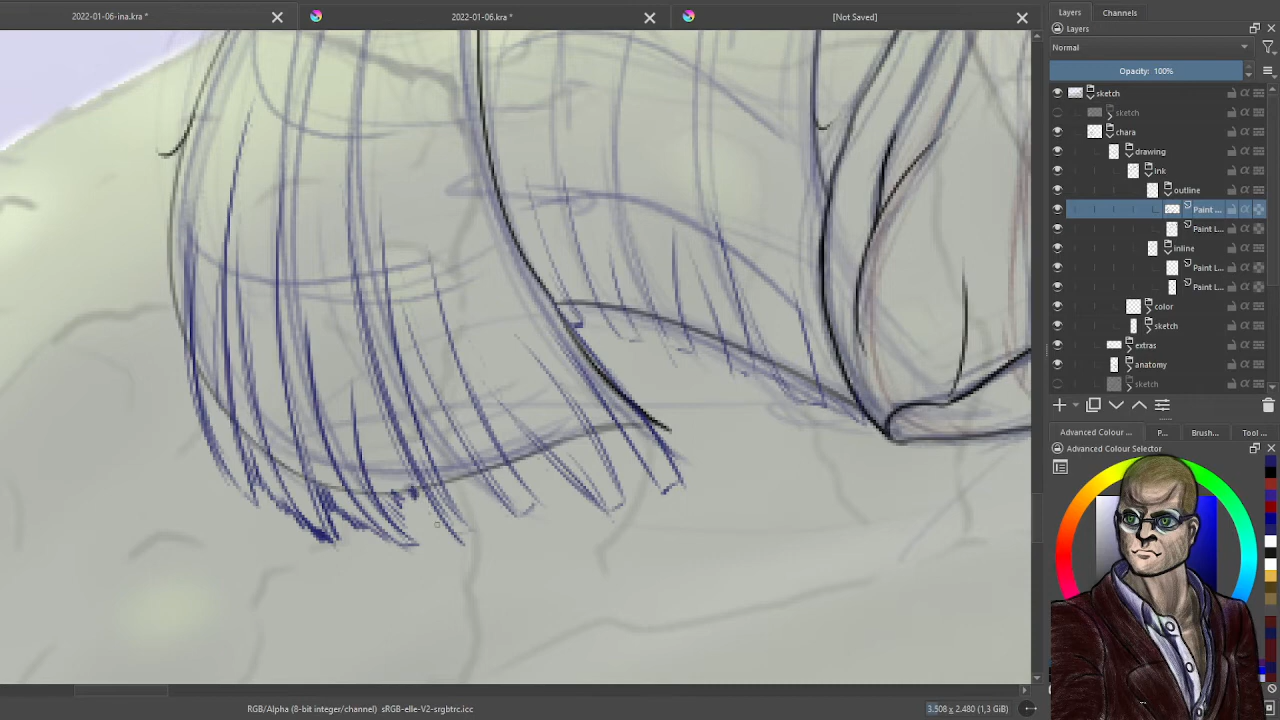 2022-01-06-ina.kra *
2022-01-06.kra *
[Not Saved]
Layers
Channels
Layers
Normal
Opacity: 100%
sketch
sketch
chara
drawing
ink
outline
Paint ...
Paint L...
inline
Paint L...
Paint L...
color
sketch
extras
anatomy
sketch
Advanced Colour ...
P...
Brush...
Tool ...
Advanced Colour Selector
RGB/Alpha (8-bit integer/channel) sRGB-elle-V2-srgbtrc.icc
3.508 x 2.480 (1,3 GiB)